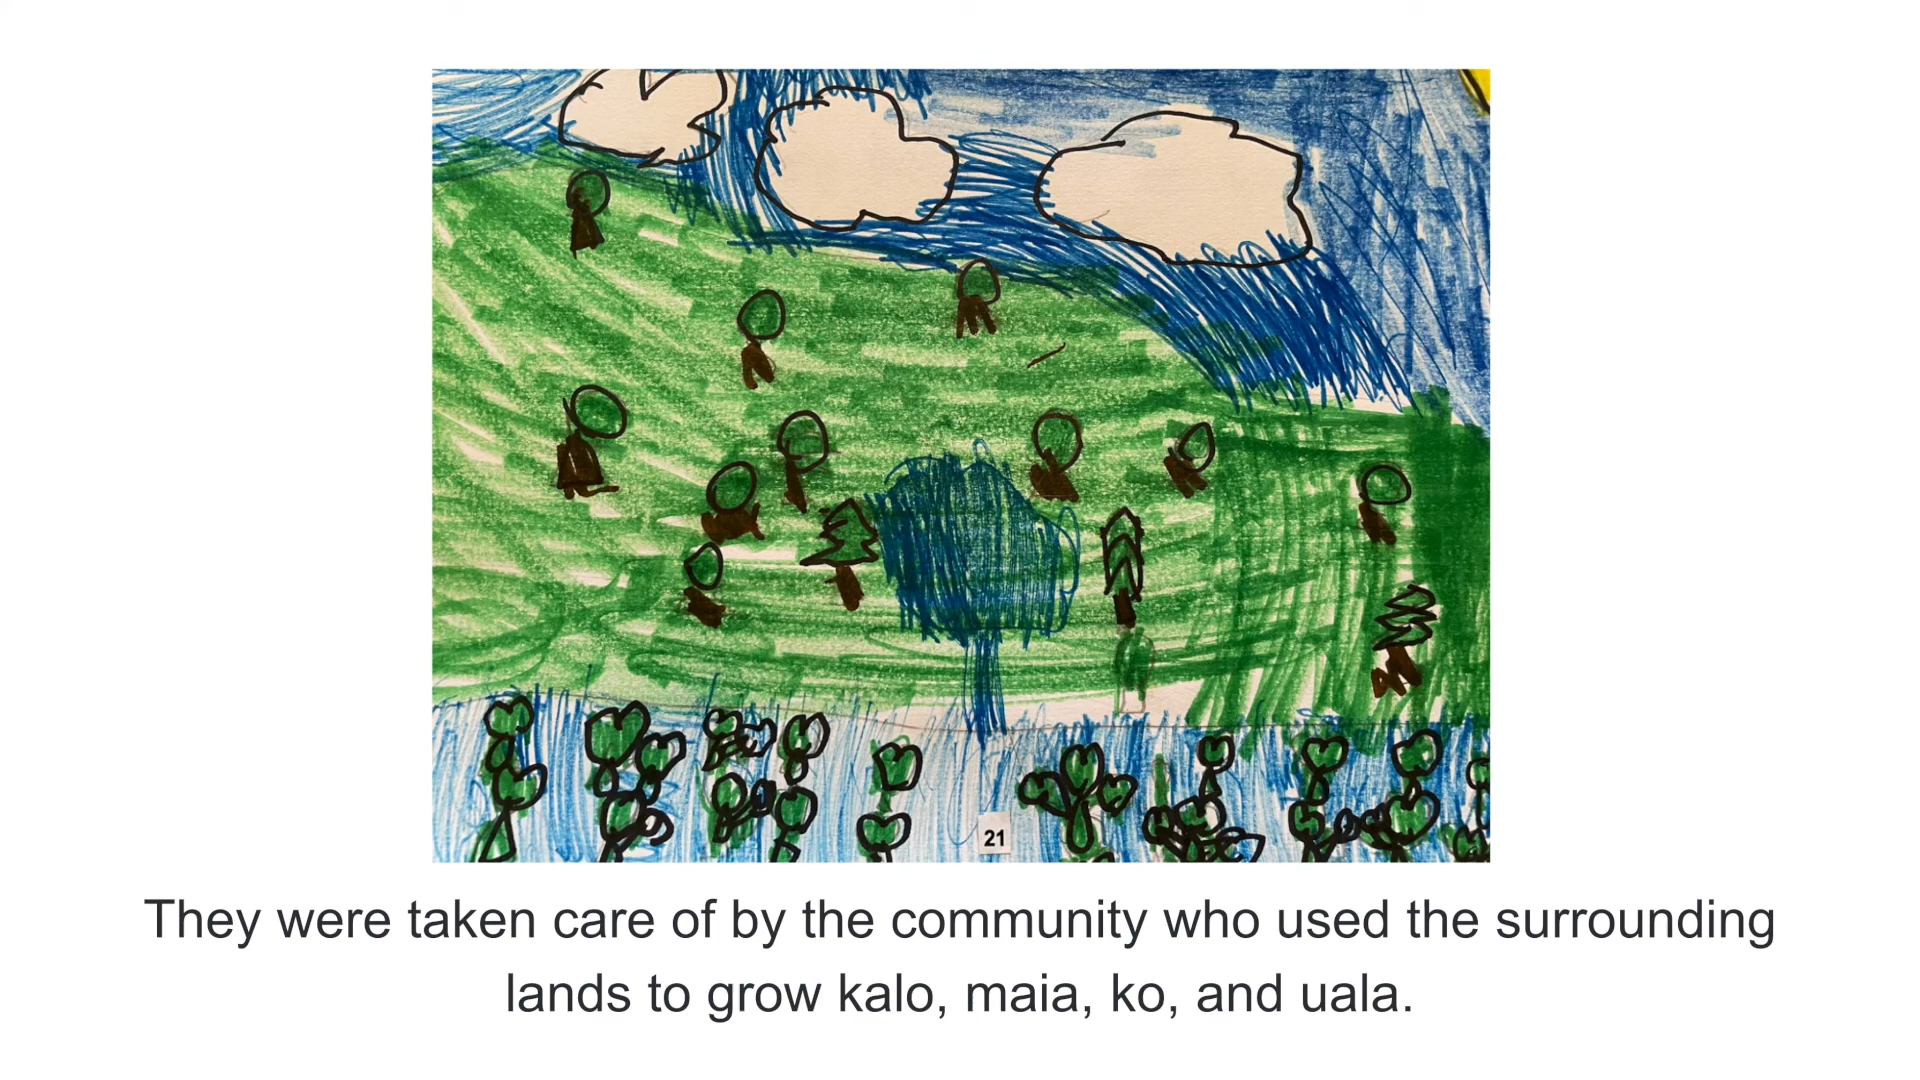 21
They were taken care of by the community who used the surrounding
lands to grow kalo, maia, ko, and uala.